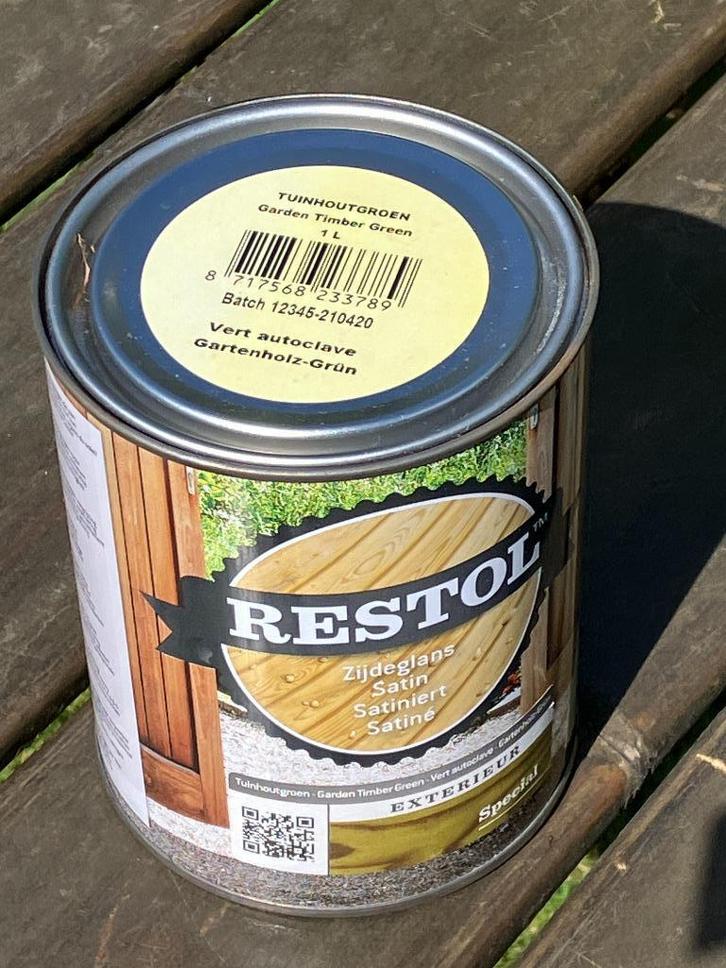 TUINHOUTGROEN
Garden Timber Green
1 L
8 717568 233789
Batch 12345-210420
Vert autoclave
Gartenholz-Grün
RESTOL™
Zijdeglans
Satin
Satiniert
Satiné
Tuinhoutgroen - Garden Timber Green - Vert autoclave - Gartenholz-Grün
EXTERIEUR
Special